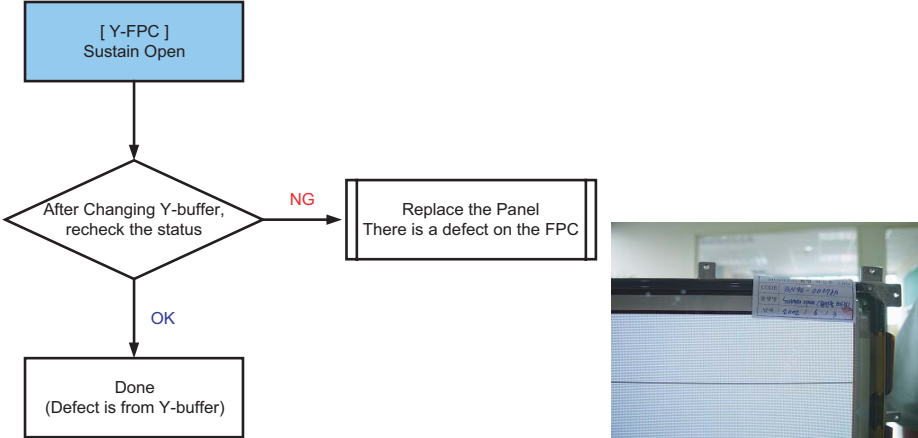 [ Y-FPC ]
Sustain Open
After Changing Y-buffer,
recheck the status
NG
Replace the Panel
There is a defect on the FPC
OK
Done
(Defect is from Y-buffer)
CODE